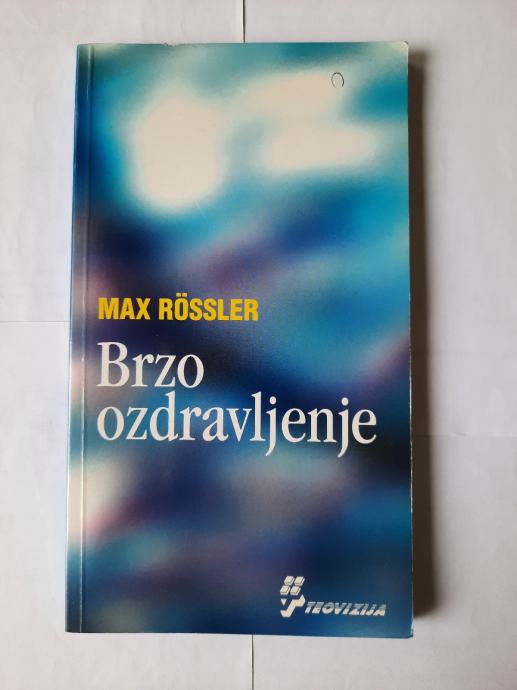 MAX RÖSSLER
Brzo
ozdravljenje
TEOVIZIJA